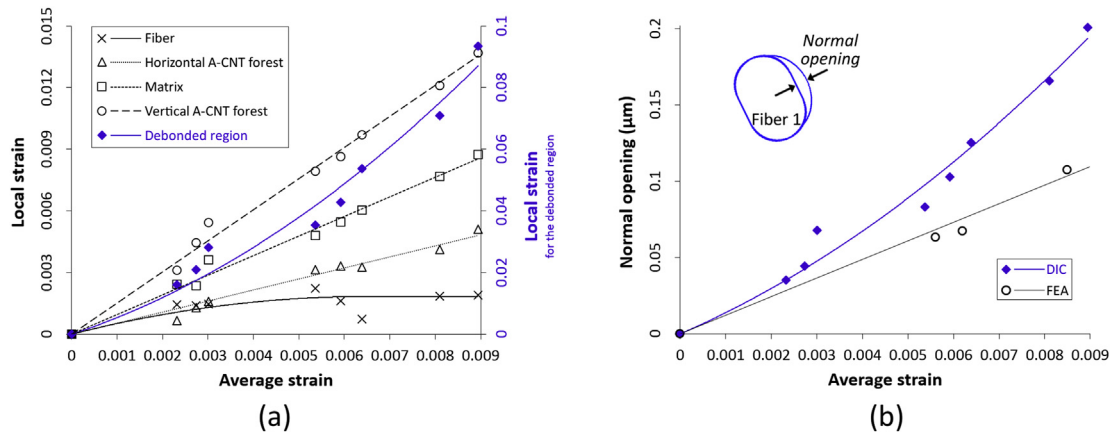 0.015
0.012
0.009
0.006
0.003
0
Local strain
Fiber
Horizontal A-CNT forest
Matrix
Vertical A-CNT forest
Debonded region
0.1
0.08
0.06
0.04
0.02
0
Local strain
for the debonded region
0 0.001 0.002 0.003 0.004 0.005 0.006 0.007 0.008 0.009
Average strain
(a)
0.2
0.15
0.1
0.05
0
Normal opening (μm)
Normal
opening
Fiber 1
DIC
FEA
0 0.001 0.002 0.003 0.004 0.005 0.006 0.007 0.008 0.009
Average strain
(b)